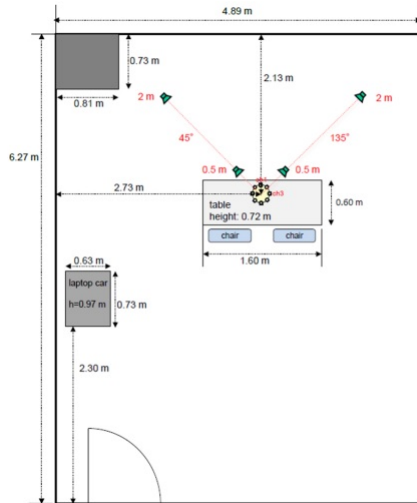 4.89 m
0.73 m
2.13 m
0.81 m
2 m
2 m
45°
135°
6.27 m
0.5 m
0.5 m
2.73 m
ch3
table
height: 0.72 m
0.60 m
chair
chair
0.63 m
1.60 m
laptop car
h=0.97 m
0.73 m
2.30 m